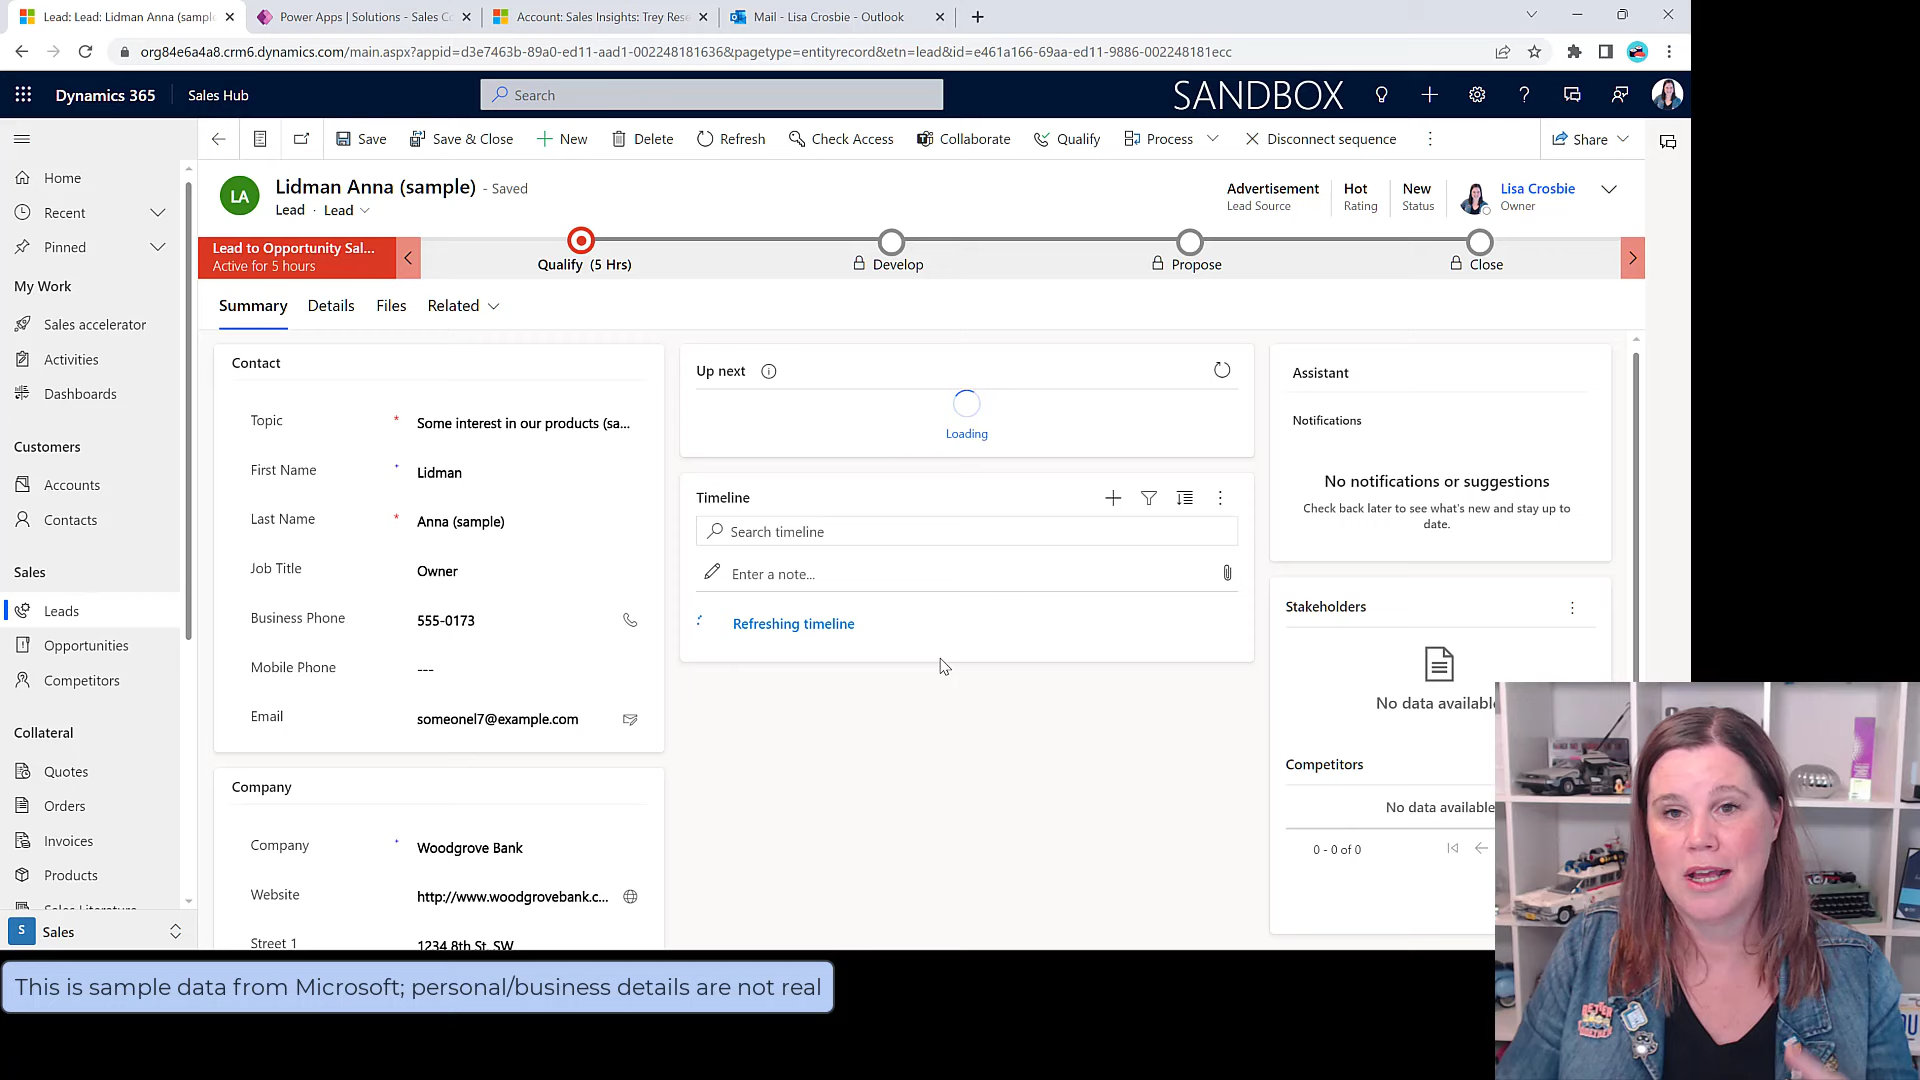 Lead: Lead: Lidman Anna (sampl
Power Apps | Solutions - Sales Co
Account: Sales Insights: Trey Res
Mail - Lisa Crosbie - Outlook
org84e6a4a8.crm6.dynamics.com/main.aspx?appid=d3e7463b-89a0-ed11-aad1-002248181636&pagetype=entityrecord&etn=lead&id=e461a166-69aa-ed11-9886-002248181ecc
Dynamics 365
Sales Hub
Search
SANDBOX
Save
Save & Close
New
Delete
Refresh
Check Access
Collaborate
Qualify
Process
Disconnect sequence
Share
Home
Recent
Pinned
My Work
Sales accelerator
Activities
Dashboards
Customers
Accounts
Contacts
Sales
Leads
Opportunities
Competitors
Collateral
Quotes
Orders
Invoices
Products
Sales Literature
S Sales
LA
Lidman Anna (sample) - Saved
Lead · Lead
Advertisement
Lead Source
Hot
Rating
New
Status
Lisa Crosbie
Owner
Lead to Opportunity Sal...
Active for 5 hours
Qualify (5 Hrs)
Develop
Propose
Close
Summary
Details
Files
Related
Contact
Topic * Some interest in our products (sa...
First Name Lidman
Last Name * Anna (sample)
Job Title Owner
Business Phone 555-0173
Mobile Phone ---
Email someonel7@example.com
Company
Company Woodgrove Bank
Website http://www.woodgrovebank.c...
Street 1 1234 8th St. SW
Up next
Loading
Timeline
Search timeline
Enter a note...
Refreshing timeline
Assistant
Notifications
No notifications or suggestions
Check back later to see what's new and stay up to
date.
Stakeholders
No data available
Competitors
No data available
0 - 0 of 0
This is sample data from Microsoft; personal/business details are not real